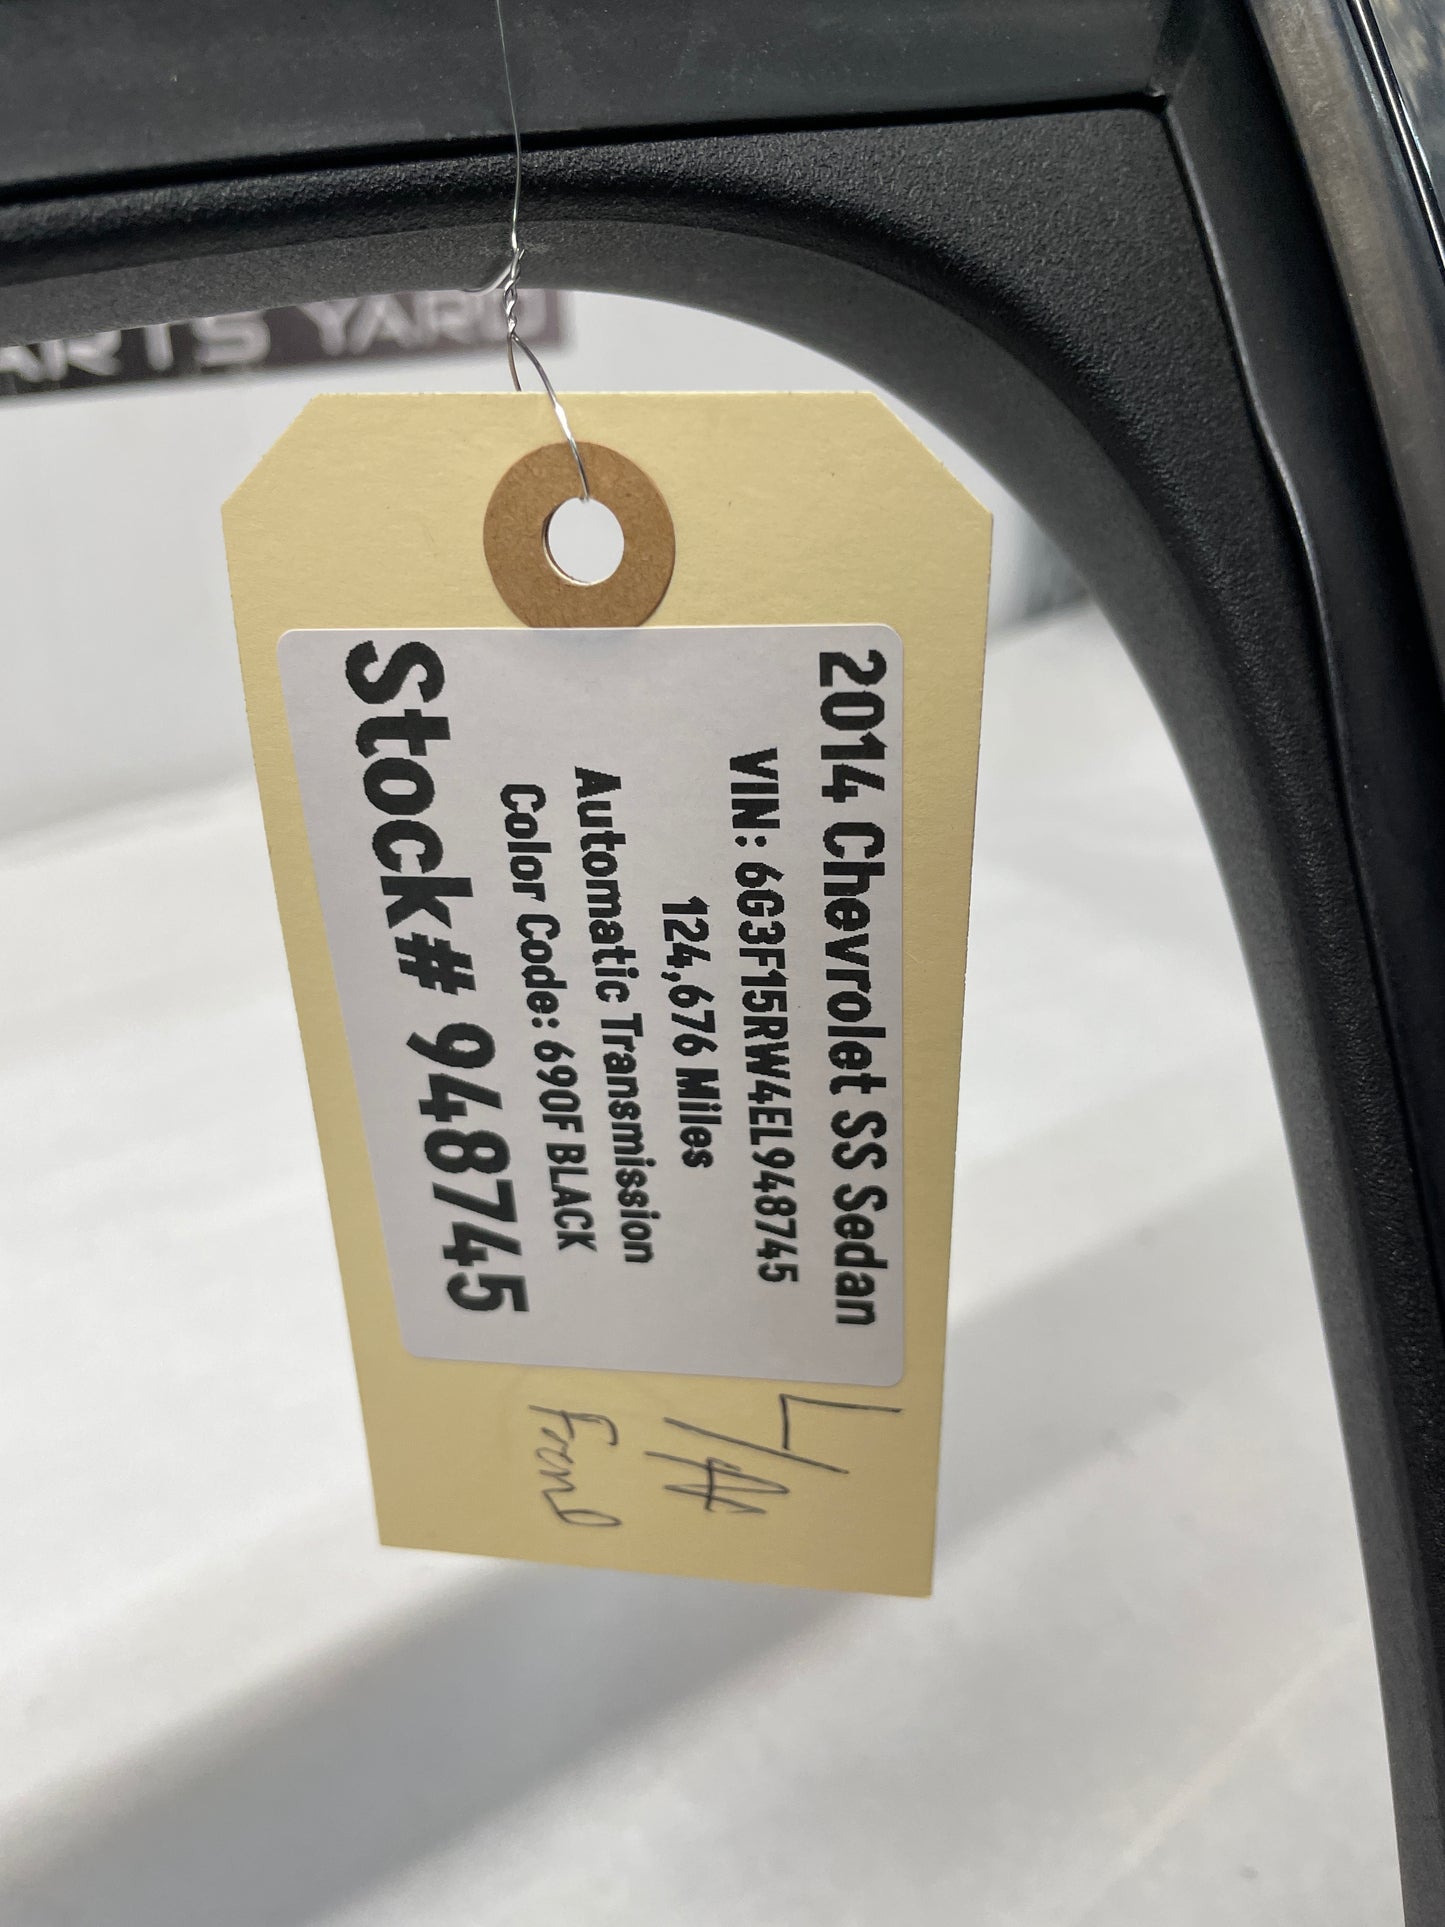 ARTS YARD
2014 Chevrolet SS Sedan
VIN: 6G3F15RW4EL948745
124,676 Miles
Automatic Transmission
Color Code: 690F BLACK
Stock# 948745